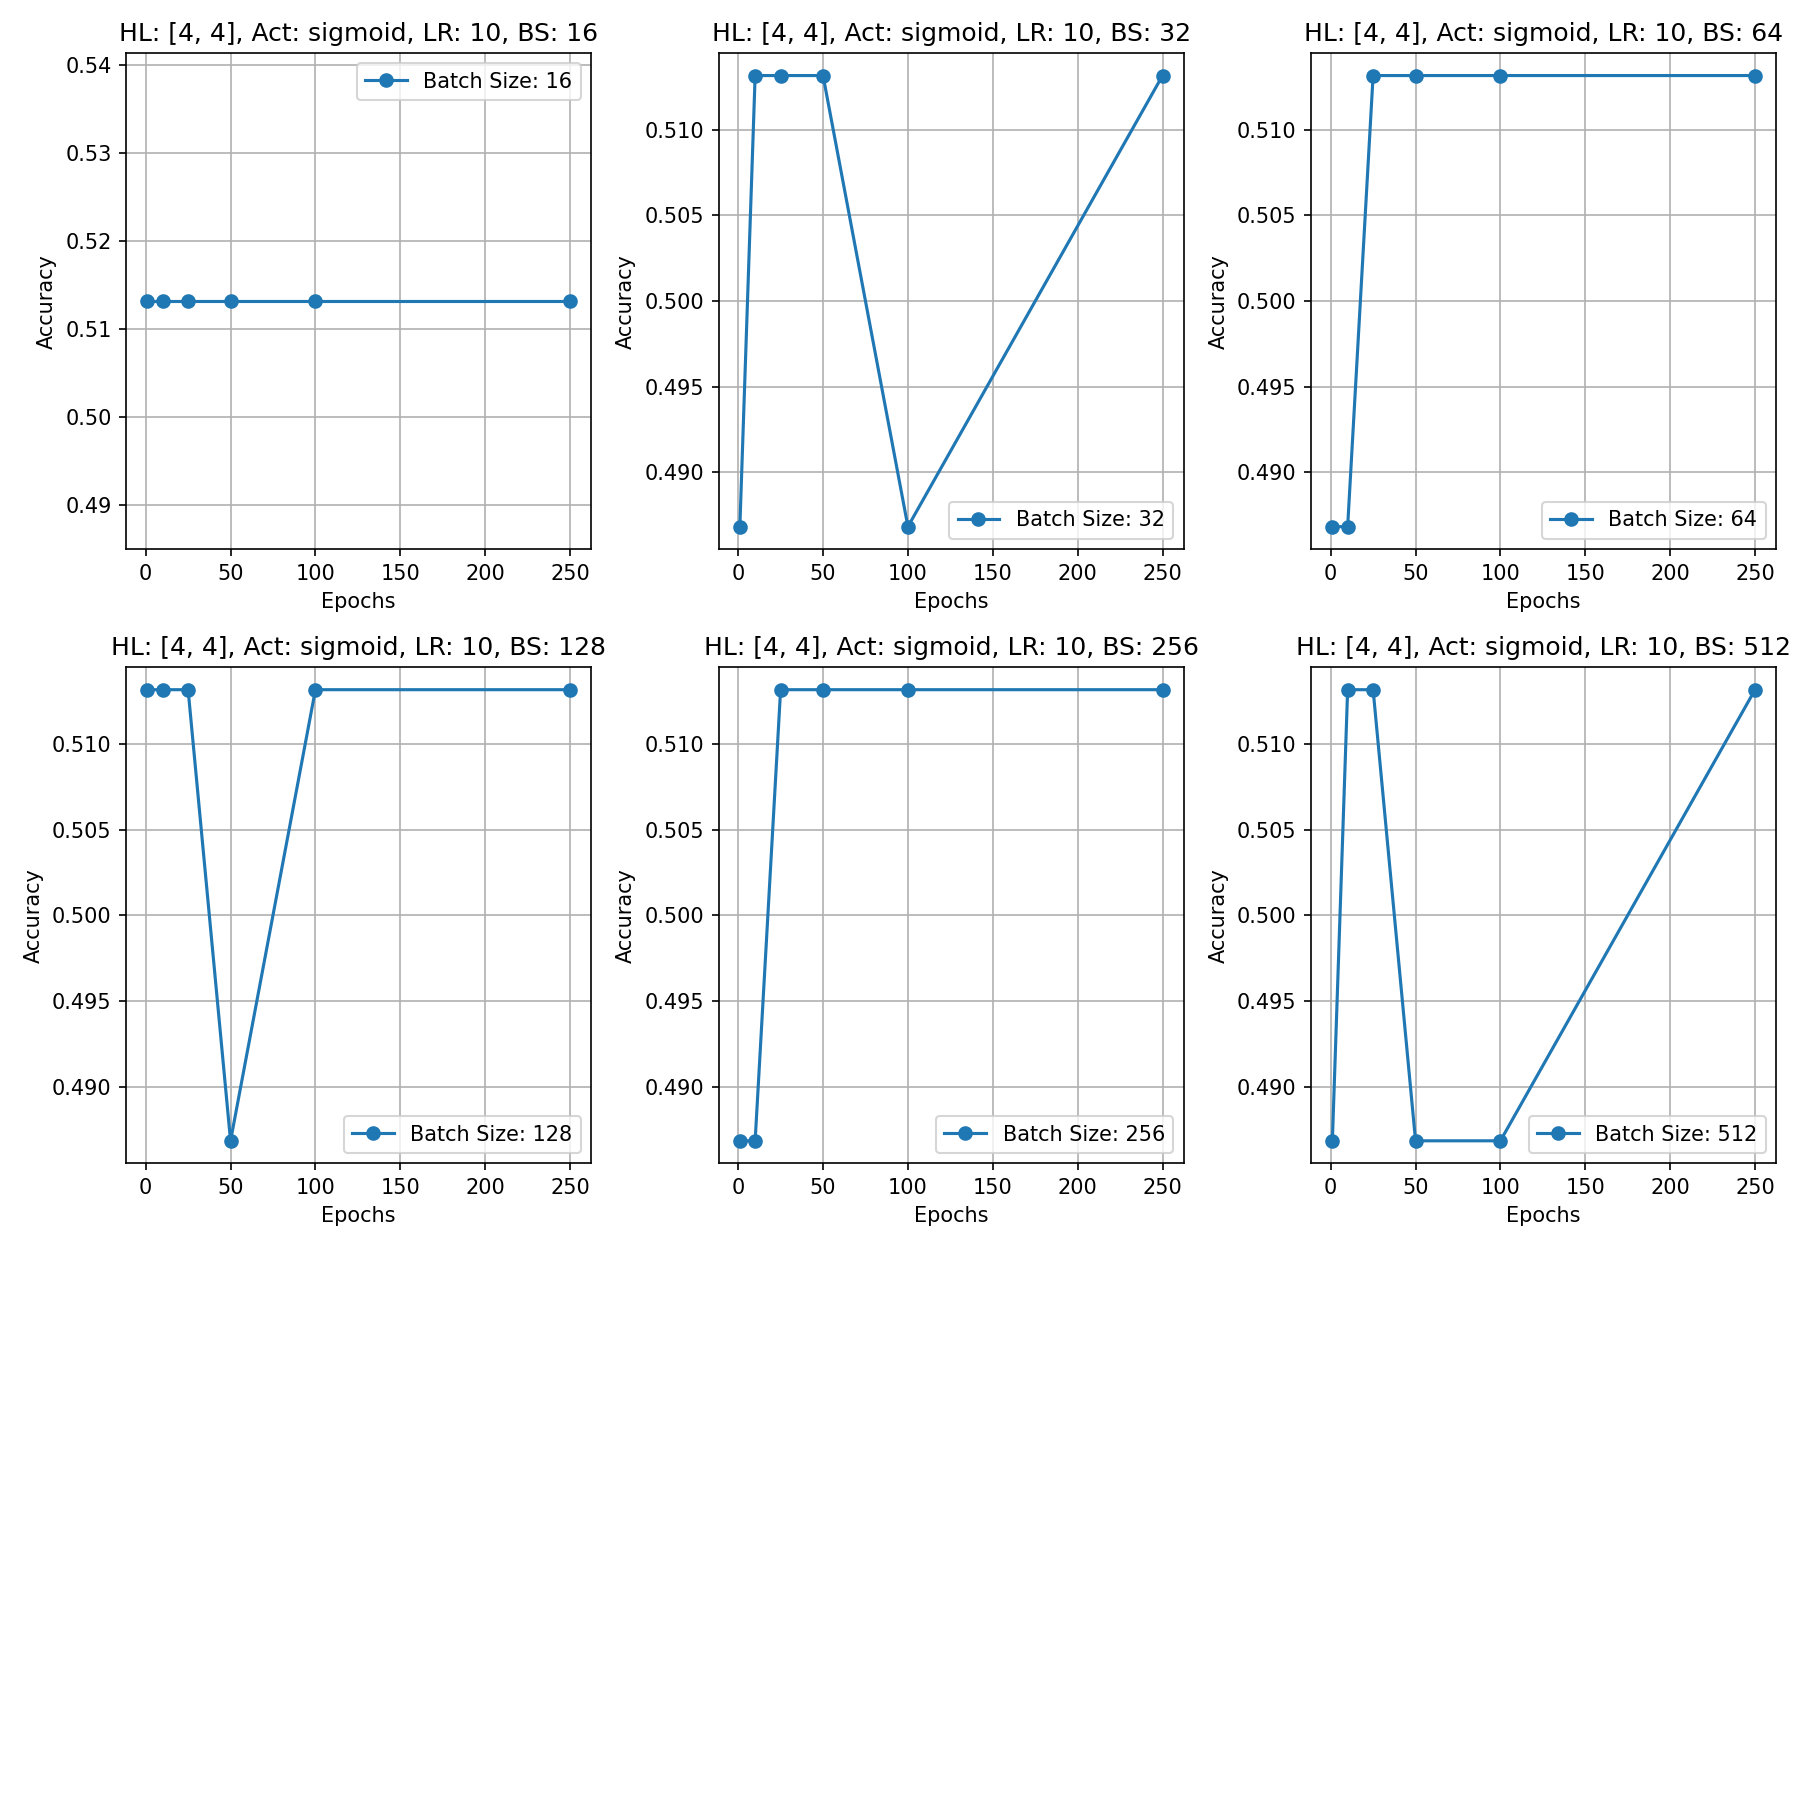 HL: [4, 4], Act: sigmoid, LR: 10, BS: 16
0.54
0.53
0.52
0.51
0.50
0.49
Accuracy
Batch Size: 16
0 50 100 150 200 250
Epochs
HL: [4, 4], Act: sigmoid, LR: 10, BS: 32
0.510
0.505
0.500
0.495
0.490
Accuracy
Batch Size: 32
0 50 100 150 200 250
Epochs
HL: [4, 4], Act: sigmoid, LR: 10, BS: 64
0.510
0.505
0.500
0.495
0.490
Accuracy
Batch Size: 64
0 50 100 150 200 250
Epochs
HL: [4, 4], Act: sigmoid, LR: 10, BS: 128
0.510
0.505
0.500
0.495
0.490
Accuracy
Batch Size: 128
0 50 100 150 200 250
Epochs
HL: [4, 4], Act: sigmoid, LR: 10, BS: 256
0.510
0.505
0.500
0.495
0.490
Accuracy
Batch Size: 256
0 50 100 150 200 250
Epochs
HL: [4, 4], Act: sigmoid, LR: 10, BS: 512
0.510
0.505
0.500
0.495
0.490
Accuracy
Batch Size: 512
0 50 100 150 200 250
Epochs